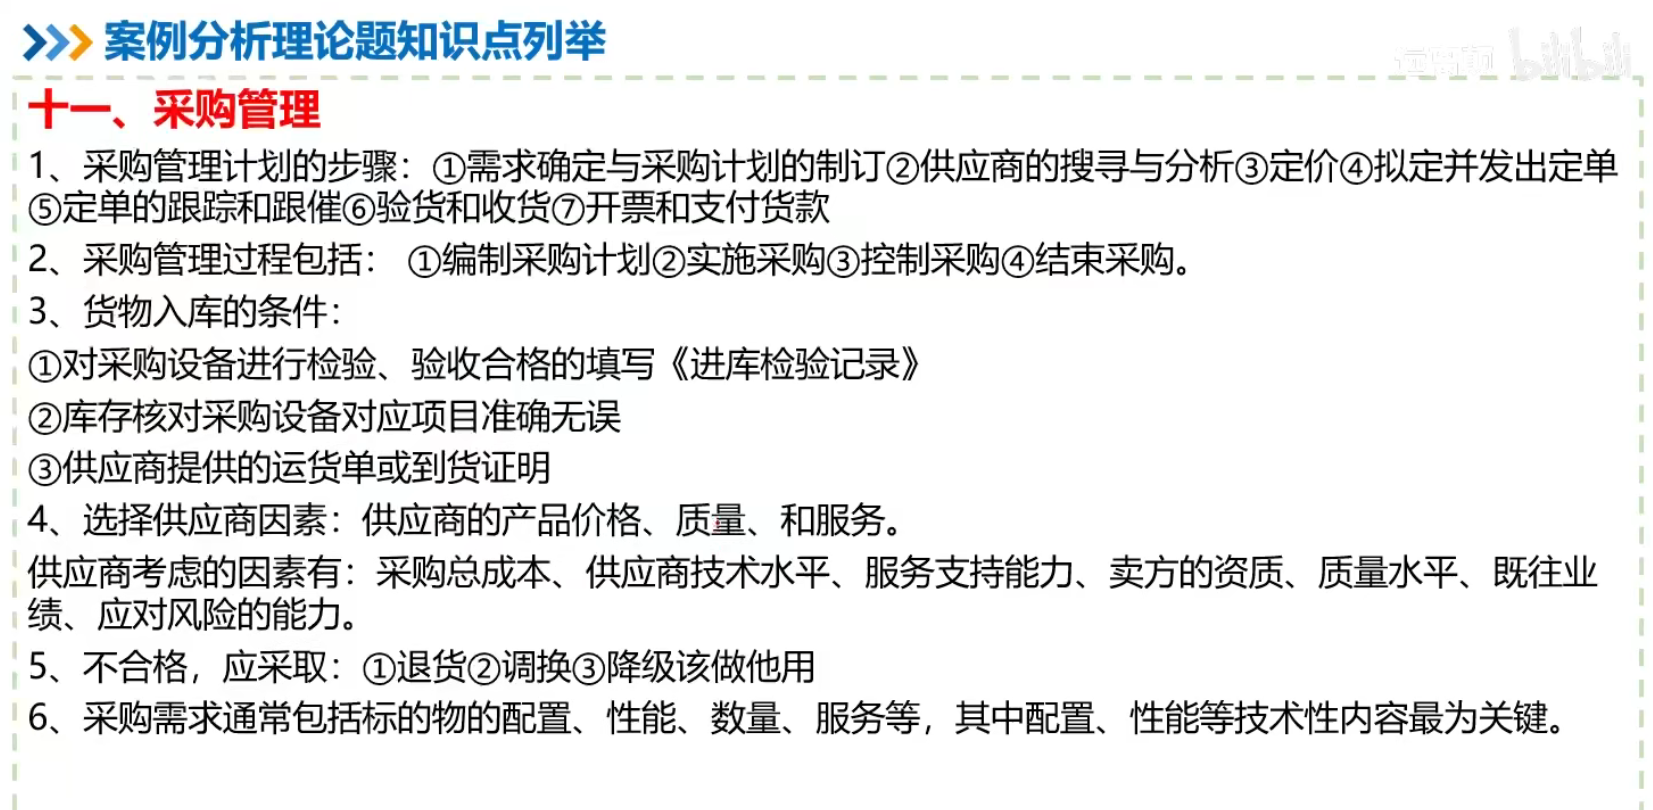 案例分析理论题知识点列举
bilibili
十一、采购管理
1、采购管理计划的步骤：①需求确定与采购计划的制订②供应商的搜寻与分析③定价④拟定并发出定单
⑤定单的跟踪和跟催⑥验货和收货⑦开票和支付货款
2、采购管理过程包括： ①编制采购计划②实施采购③控制采购④结束采购。
3、货物入库的条件：
①对采购设备进行检验、验收合格的填写《进库检验记录》
②库存核对采购设备对应项目准确无误
③供应商提供的运货单或到货证明
4、选择供应商因素：供应商的产品价格、质量、和服务。
供应商考虑的因素有：采购总成本、供应商技术水平、服务支持能力、卖方的资质、质量水平、既往业
绩、应对风险的能力。
5、不合格，应采取：①退货②调换③降级该做他用
6、采购需求通常包括标的物的配置、性能、数量、服务等，其中配置、性能等技术性内容最为关键。